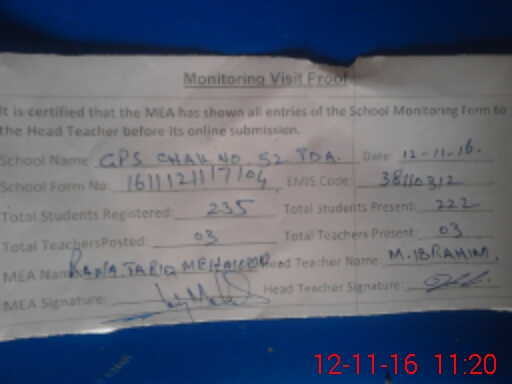 Monitoring Visit Proof
It is certified that the MEA has shown all entries of the School Monitoring Form to
the Head Teacher before its online submission.
School Name GPS CHAK NO. 52 TDA. Date: 12-11-16.
School Form No: 1611121117104 EMIS Code: 38110312
Total Students Registered: 235 Total Students Present: 222
Total TeachersPosted: 03 Total Teachers Present: 03
MEA Name RANA TARIQ MEHMOOD Head Teacher Name: M.IBRAHIM.
MEA Signature: Head Teacher Signature:
12-11-16 11:20